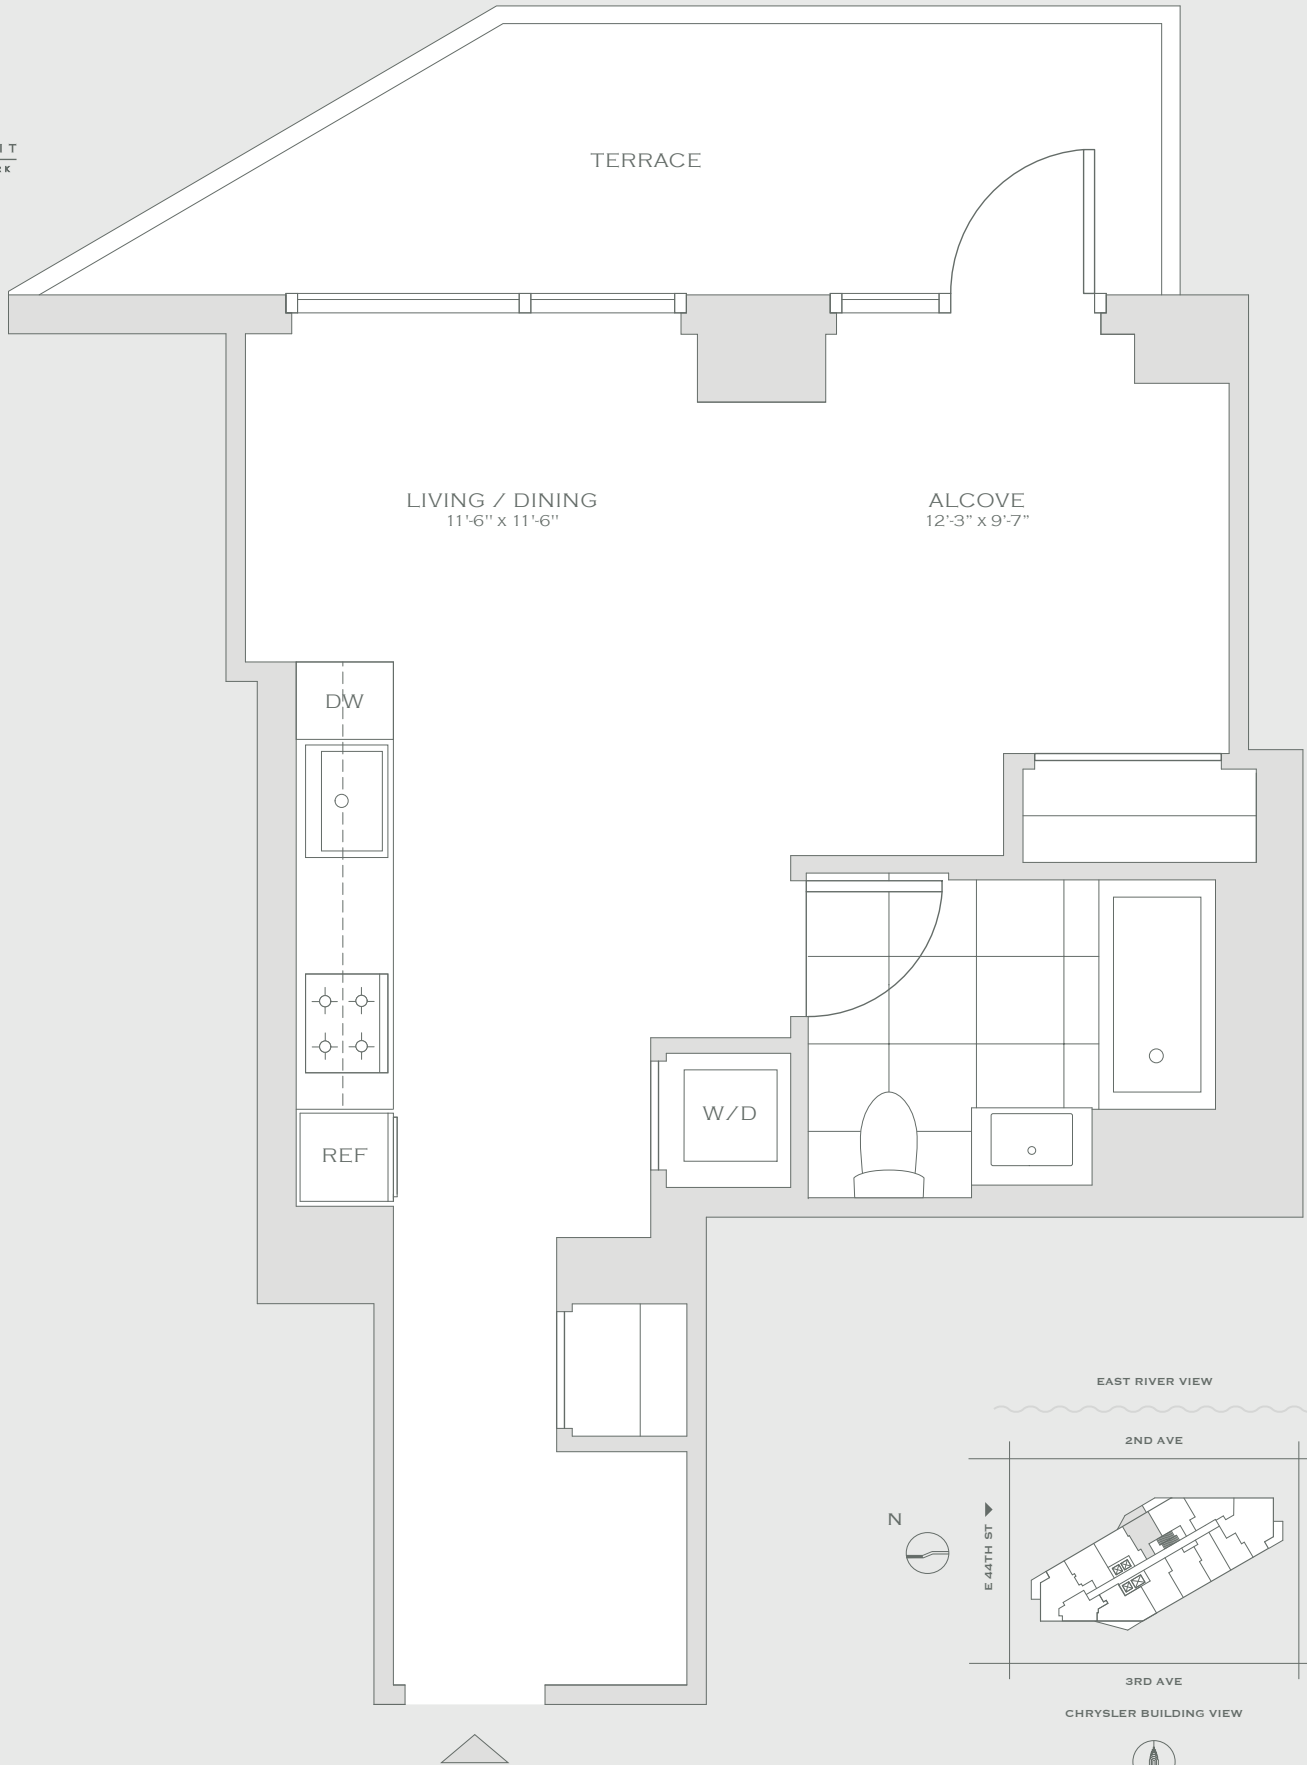 TERRACE
LIVING / DINING
11'-6" x 11'-6"
ALCOVE
12'-3" x 9'-7"
DW
W/D
REF
EAST RIVER VIEW
2ND AVE
N
E 44TH ST
3RD AVE
CHRYSLER BUILDING VIEW